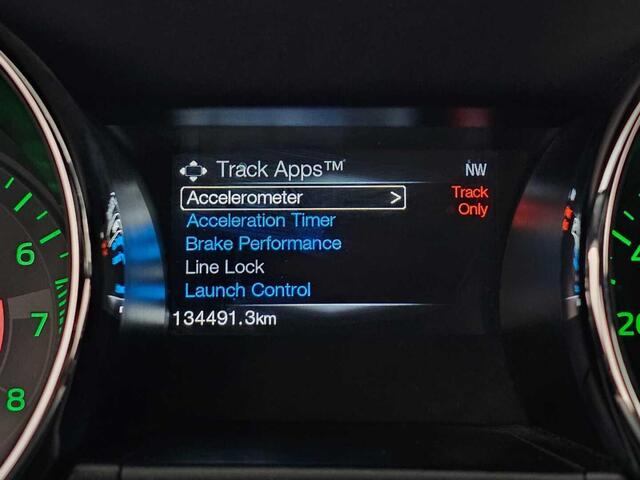 Track Apps™
NW
Accelerometer >
Track
Only
Acceleration Timer
Brake Performance
Line Lock
Launch Control
134491.3km
6
7
8
4
20